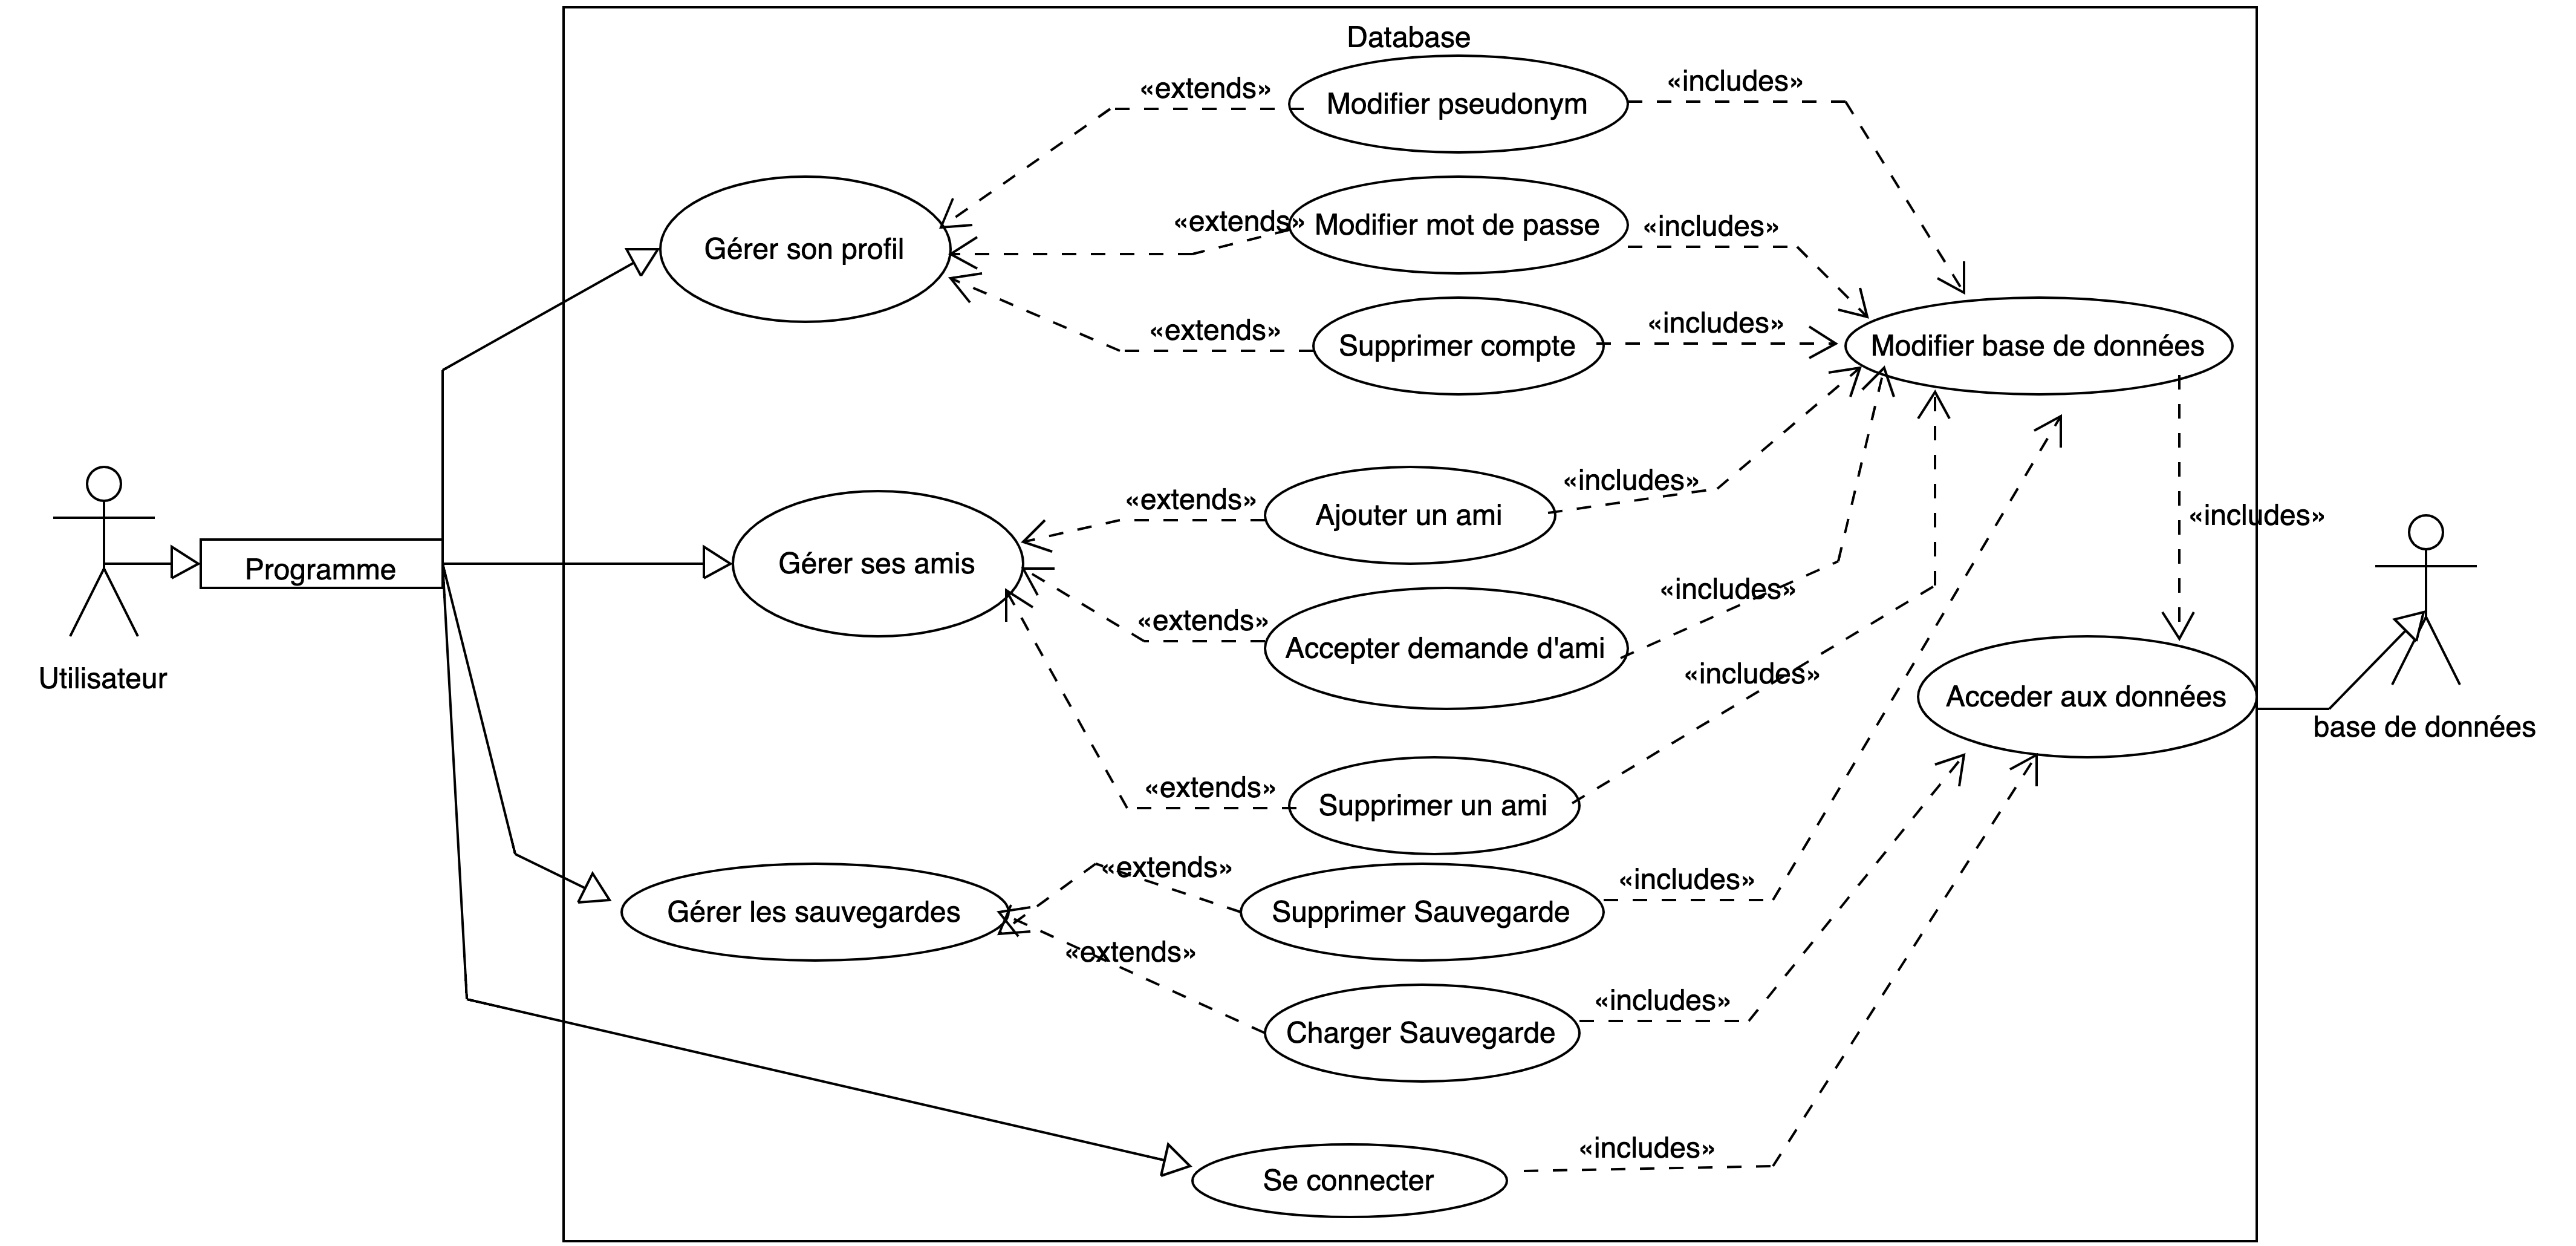 Database
«extends»
Modifier pseudonym
«includes»
Gérer son profil
«extends»
Modifier mot de passe
«includes»
«extends»
Supprimer compte
«includes»
Modifier base de données
Gérer ses amis
«extends»
Ajouter un ami
«includes»
«includes»
Utilisateur
Programme
«extends»
Accepter demande d'ami
«includes»
«includes»
Acceder aux données
base de données
«extends»
Supprimer un ami
Gérer les sauvegardes
«extends»
Supprimer Sauvegarde
«includes»
«extends»
Charger Sauvegarde
«includes»
Se connecter
«includes»